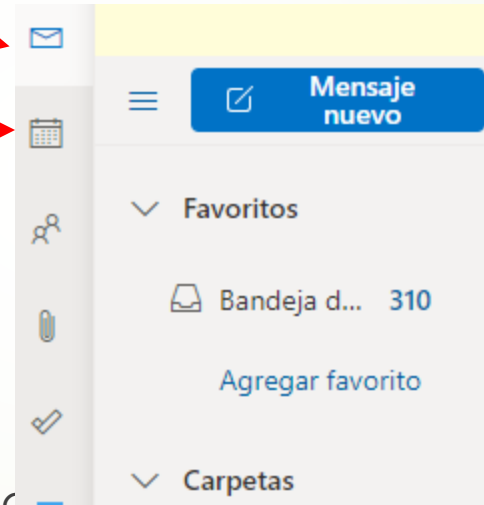 Mensaje
nuevo
Favoritos
Bandeja d... 310
Agregar favorito
Carpetas